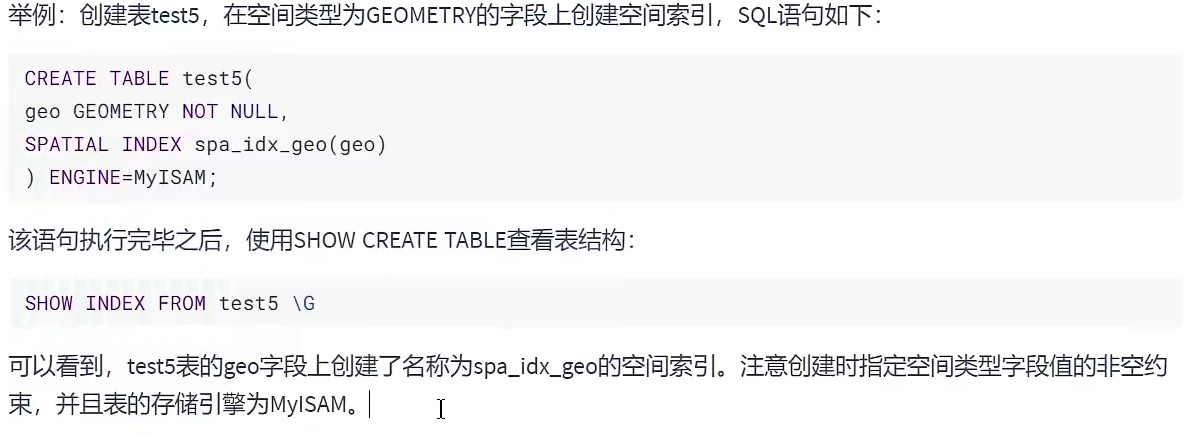 举例：创建表test5，在空间类型为GEOMETRY的字段上创建空间索引，SQL语句如下：
CREATE TABLE test5(
geo GEOMETRY NOT NULL,
SPATIAL INDEX spa_idx_geo(geo)
) ENGINE=MyISAM;
该语句执行完毕之后，使用SHOW CREATE TABLE查看表结构：
SHOW INDEX FROM test5 \G
可以看到，test5表的geo字段上创建了名称为spa_idx_geo的空间索引。注意创建时指定空间类型字段值的非空约
束，并且表的存储引擎为MyISAM。